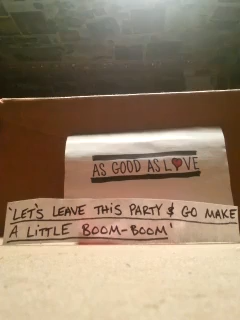 AS GOOD AS LOVE
'LET'S LEAVE THIS PARTY & GO MAKE
A LITTLE BOOM-BOOM'